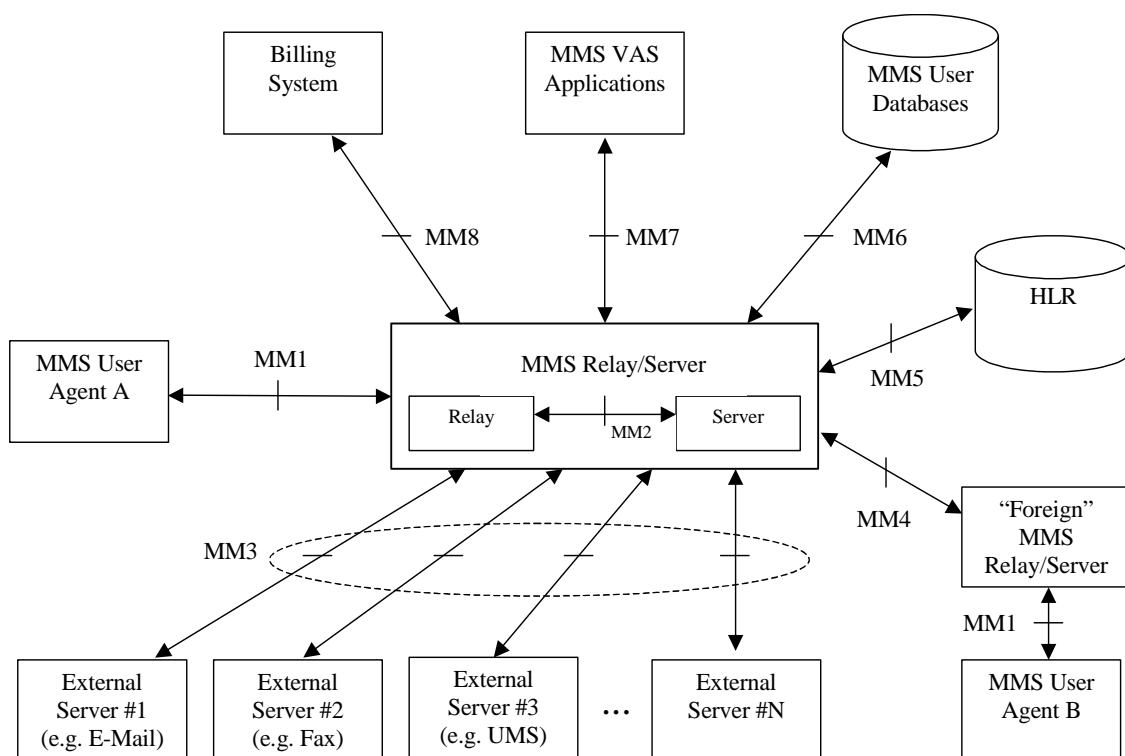 Billing
System
MMS VAS
Applications
MMS User
Databases
MM8
MM7
MM6
HLR
MMS User
Agent A
MM1
MMS Relay/Server
MM5
Relay
MM2
Server
MM4
"Foreign"
MMS
Relay/Server
MM3
MM1
External
Server #1
(e.g. E-Mail)
External
Server #2
(e.g. Fax)
External
Server #3
(e.g. UMS)
...
External
Server #N
MMS User
Agent B